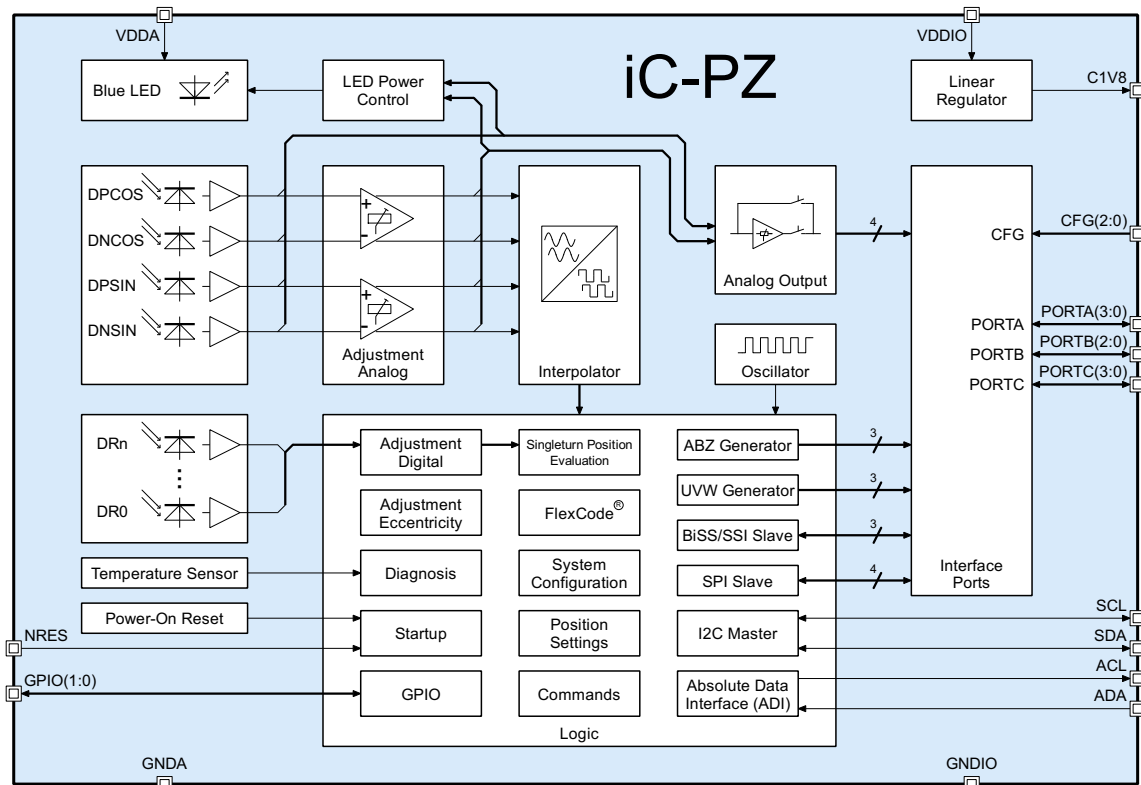 VDDA
VDDIO
iC-PZ
Blue LED
LED Power
Control
Linear
Regulator
C1V8
DPCOS
DNCOS
DPSIN
DNSIN
+
-
+
-
Adjustment
Analog
Interpolator
Analog Output
4
CFG
CFG(2:0)
PORTA
PORTA(3:0)
PORTB
PORTB(2:0)
PORTC
PORTC(3:0)
Oscillator
DRn
...
DR0
Adjustment
Digital
Singleturn Position
Evaluation
ABZ Generator
3
Adjustment
Eccentricity
FlexCode®
UVW Generator
3
BiSS/SSI Slave
3
Temperature Sensor
Diagnosis
System
Configuration
SPI Slave
4
Interface
Ports
Power-On Reset
NRES
Startup
Position
Settings
I2C Master
SCL
SDA
GPIO(1:0)
GPIO
Commands
Absolute Data
Interface (ADI)
ACL
ADA
Logic
GNDA
GNDIO